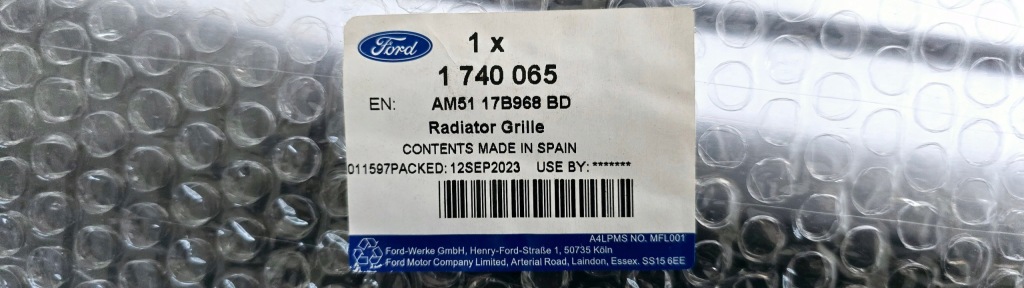 Ford
1 x
1 740 065
EN: AM51 17B968 BD
Radiator Grille
CONTENTS MADE IN SPAIN
011597PACKED: 12SEP2023 USE BY: *******
A4LPMS NO. MFL001
Ford-Werke GmbH, Henry-Ford-Straße 1, 50735 Köln
Ford Motor Company Limited, Arterial Road, Laindon, Essex. SS15 6EE